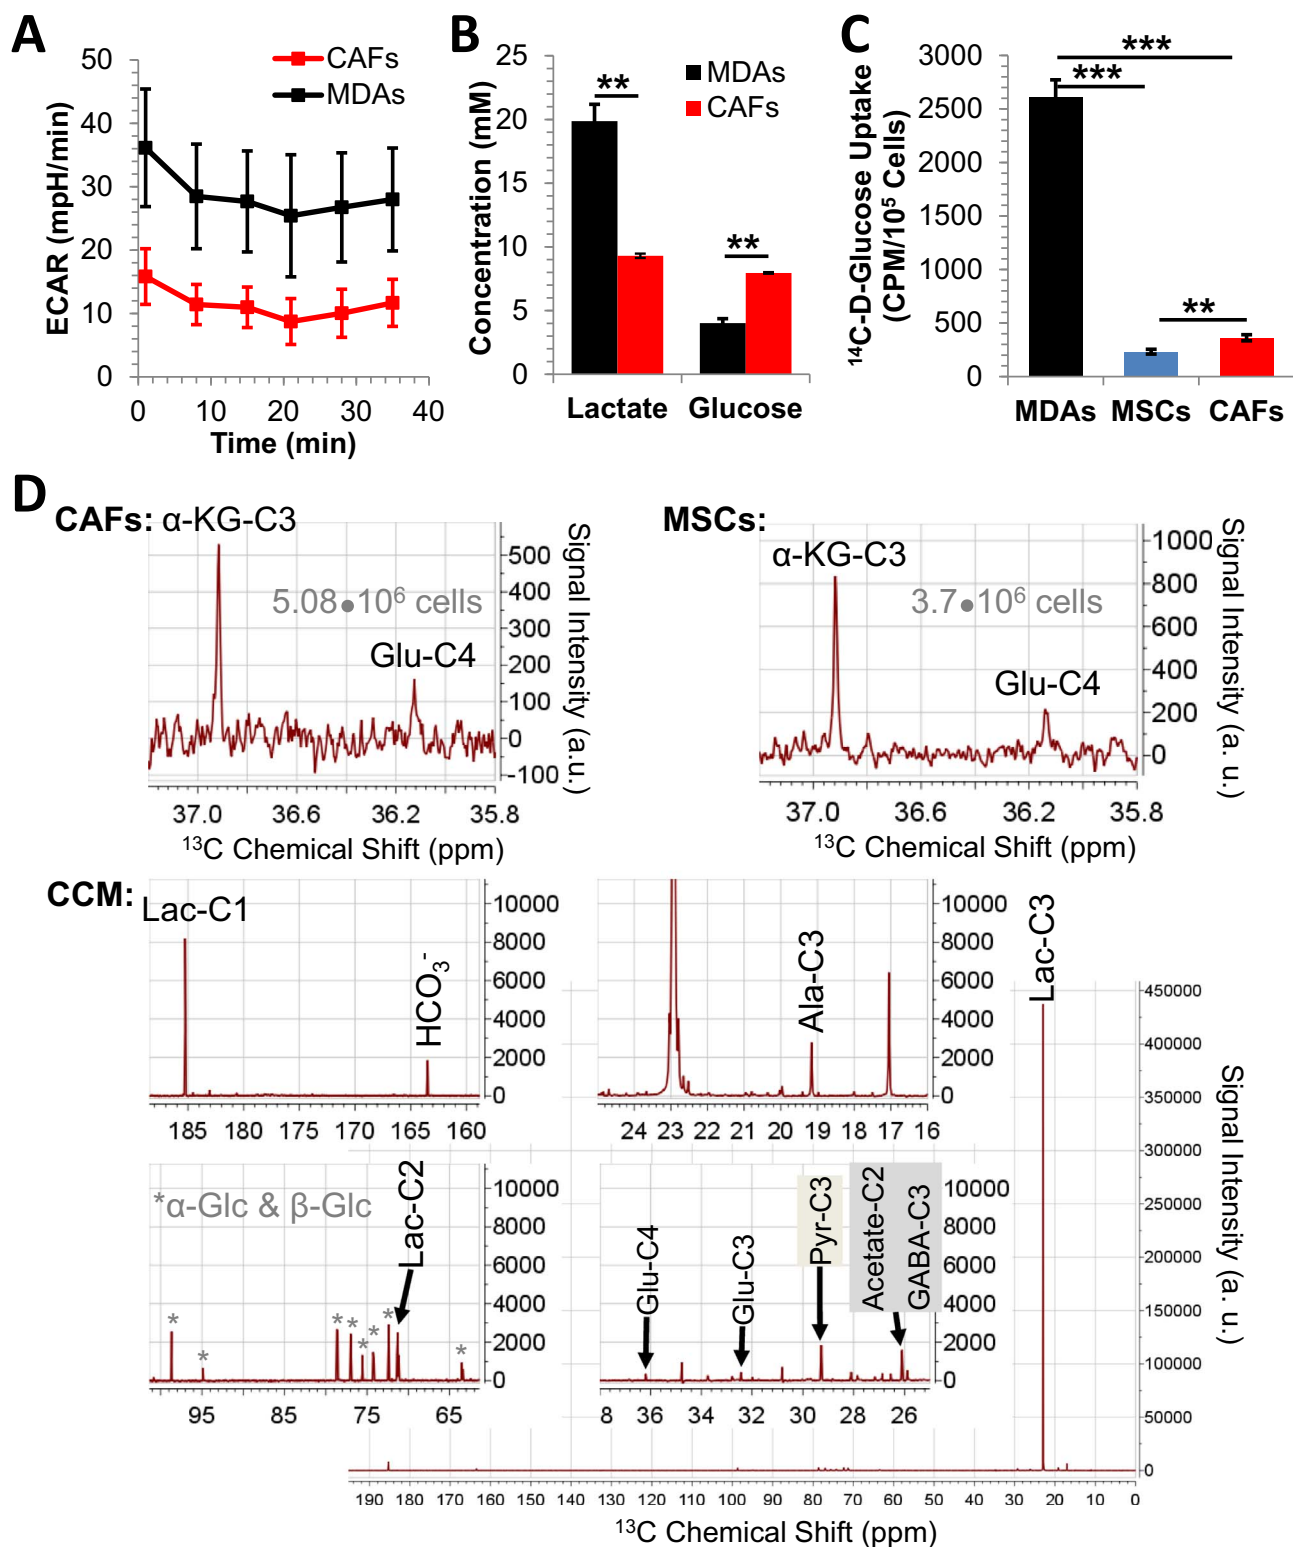 A
CAFs
MDAs
ECAR (mpH/min)
50
40
30
20
10
0
0 10 20 30 40
Time (min)
B
MDAs
CAFs
Concentration (mM)
25
20
15
10
5
0
**
**
Lactate Glucose
C
¹⁴C-D-Glucose Uptake
(CPM/10⁵ Cells)
3000
2500
2000
1500
1000
500
0
***
***
**
MDAs MSCs CAFs
D
CAFs: α-KG-C3
5.08•10⁶ cells
Glu-C4
500
400
300
200
100
0
-100
Signal Intensity (a.u.)
37.0 36.6 36.2 35.8
¹³C Chemical Shift (ppm)
MSCs:
α-KG-C3
3.7•10⁶ cells
Glu-C4
1000
800
600
400
200
0
Signal Intensity (a. u.)
37.0 36.6 36.2 35.8
¹³C Chemical Shift (ppm)
CCM:
Lac-C1
HCO₃⁻
10000
8000
6000
4000
2000
0
185 180 175 170 165 160
Ala-C3
10000
8000
6000
4000
2000
0
24 23 22 21 20 19 18 17 16
Lac-C3
*α-Glc & β-Glc
Lac-C2
* * * * * * * *
10000
8000
6000
4000
2000
0
95 85 75 65
Glu-C4
Glu-C3
Pyr-C3
Acetate-C2
GABA-C3
10000
8000
6000
4000
2000
0
8 36 34 32 30 28 26
450000
400000
350000
300000
250000
200000
150000
100000
50000
0
Signal Intensity (a. u.)
190 180 170 160 150 140 130 120 110 100 90 80 70 60 50 40 30 20 10 0
¹³C Chemical Shift (ppm)